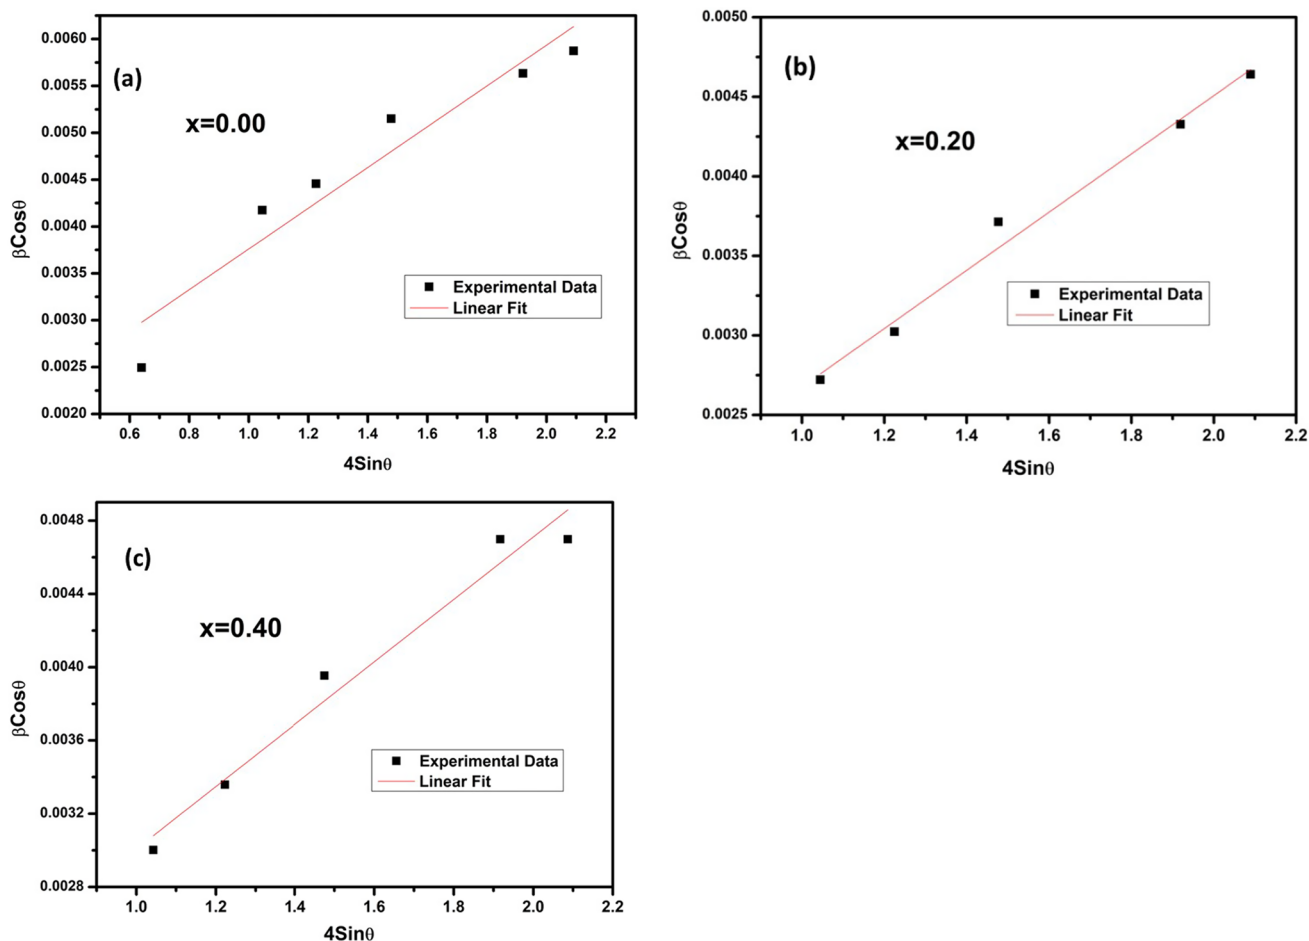 (a)
x=0.00
βCosθ
0.0060
0.0055
0.0050
0.0045
0.0040
0.0035
0.0030
0.0025
0.0020
Experimental Data
Linear Fit
0.6 0.8 1.0 1.2 1.4 1.6 1.8 2.0 2.2
4Sinθ
(b)
x=0.20
βCosθ
0.0050
0.0045
0.0040
0.0035
0.0030
0.0025
Experimental Data
Linear Fit
1.0 1.2 1.4 1.6 1.8 2.0 2.2
4Sinθ
(c)
x=0.40
βCosθ
0.0048
0.0044
0.0040
0.0036
0.0032
0.0028
Experimental Data
Linear Fit
1.0 1.2 1.4 1.6 1.8 2.0 2.2
4Sinθ